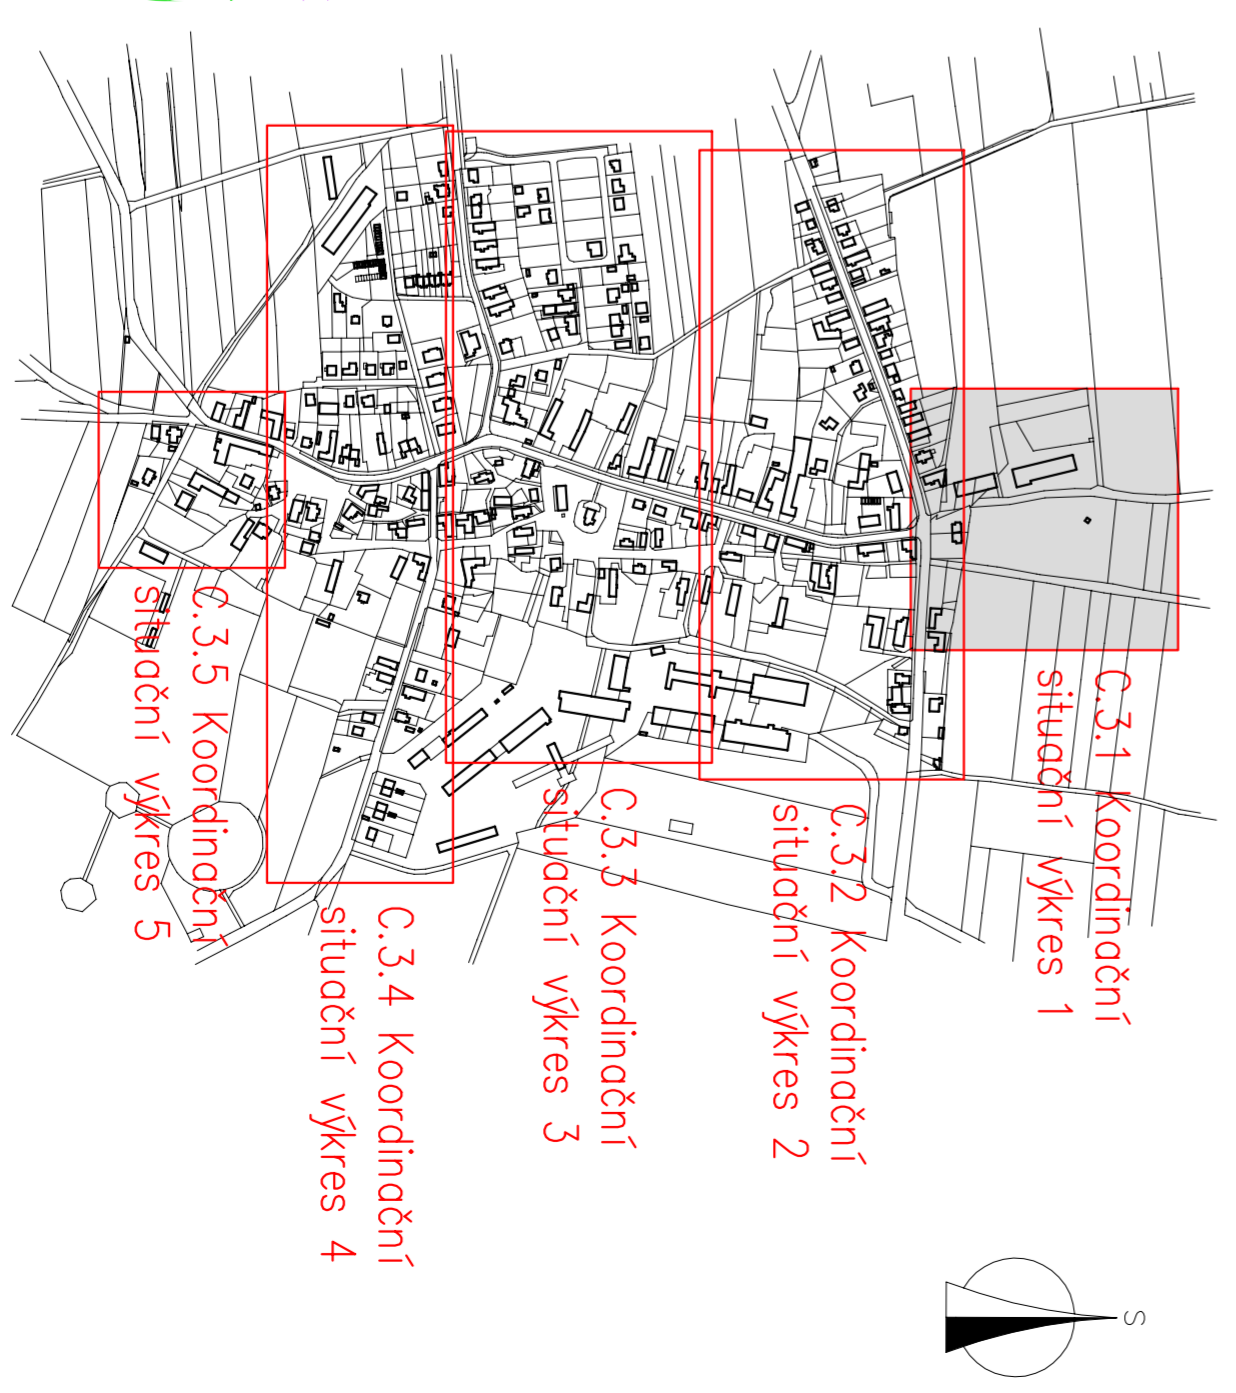 C.3.1 Koordinační
situační výkres 1
C.3.2 Koordinační
situační výkres 2
C.3.3 Koordinační
situační výkres 3
C.3.4 Koordinační
situační výkres 4
C.3.5 Koordinační
situační výkres 5
S